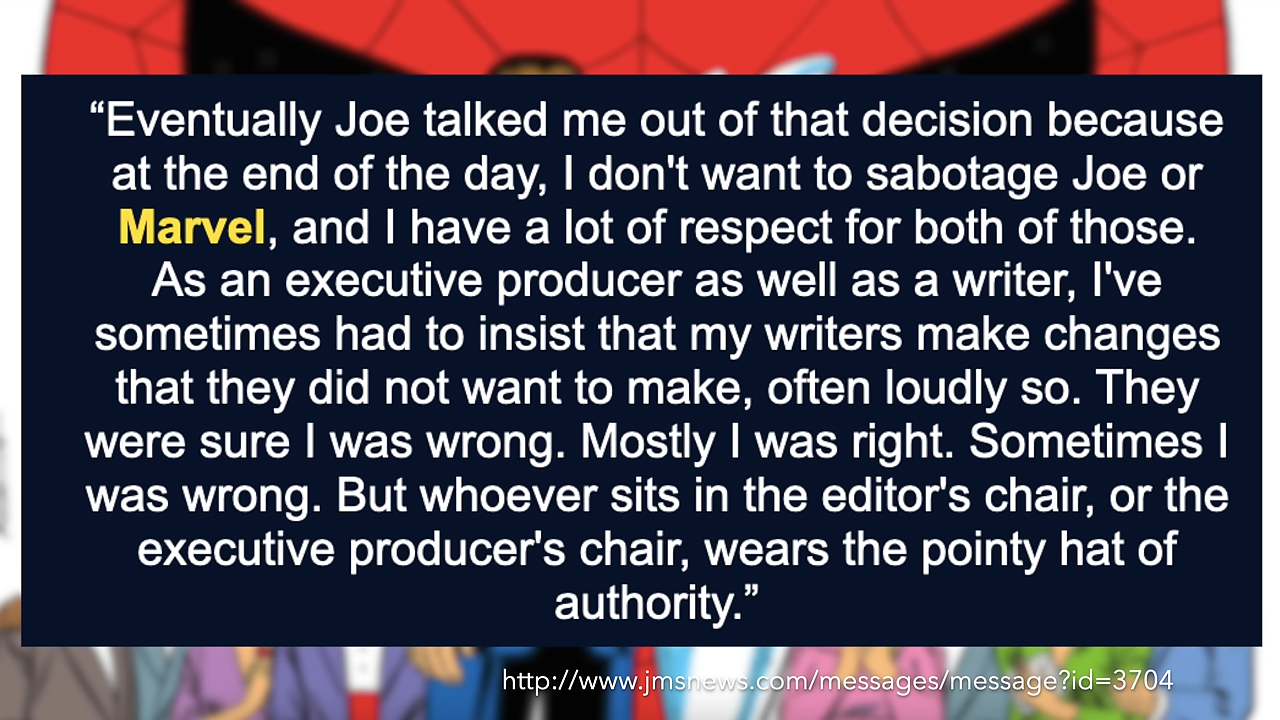 “Eventually Joe talked me out of that decision because
at the end of the day, I don't want to sabotage Joe or
Marvel, and I have a lot of respect for both of those.
As an executive producer as well as a writer, I've
sometimes had to insist that my writers make changes
that they did not want to make, often loudly so. They
were sure I was wrong. Mostly I was right. Sometimes I
was wrong. But whoever sits in the editor's chair, or the
executive producer's chair, wears the pointy hat of
authority.”
http://www.jmsnews.com/messages/message?id=3704